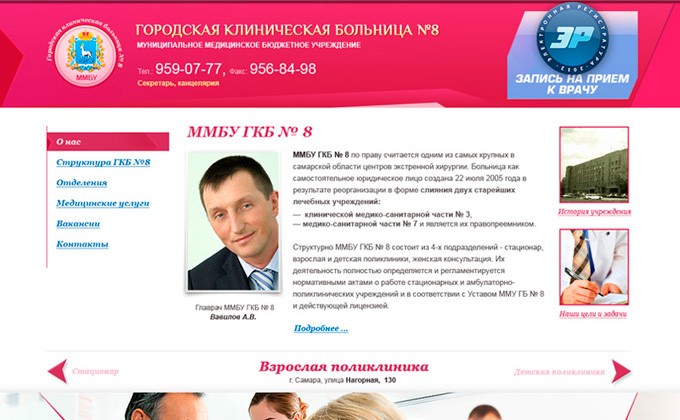 Городская клиническая больница № 8
ММБУ
ГОРОДСКАЯ КЛИНИЧЕСКАЯ БОЛЬНИЦА №8
МУНИЦИПАЛЬНОЕ МЕДИЦИНСКОЕ БЮДЖЕТНОЕ УЧРЕЖДЕНИЕ
Тел.: 959-07-77, Факс: 956-84-98
Секретарь, канцелярия
ЭЛЕКТРОННАЯ РЕГИСТРАТУРА
ЭР
ЗАПИСЬ НА ПРИЕМ
К ВРАЧУ
О нас
Структура ГКБ №8
Отделения
Медицинские услуги
Вакансии
Контакты
ММБУ ГКБ № 8
ММБУ ГКБ № 8 по праву считается одним из самых крупных в
самарской области центров экстренной хирургии. Больница как
самостоятельное юридическое лицо создана 22 июля 2005 года в
результате реорганизации в форме слияния двух старейших
лечебных учреждений:
— клинической медико-санитарной части № 3,
— медико-санитарной части № 7 и является их правопреемником.
Структурно ММБУ ГКБ № 8 состоит из 4-х подразделений - стационар,
взрослая и детская поликлиники, женская консультация. Их
деятельность полностью определяется и регламентируется
нормативными актами о работе стационарных и амбулаторно-
поликлинических учреждений и в соответствии с Уставом ММУ ГБ № 8
и действующей лицензией.
Подробнее ...
Главрач ММБУ ГКБ № 8
Вавилов А.В.
История учреждения
Наши цели и задачи
Стационар
Взрослая поликлиника
г. Самара, улица Нагорная, 130
Детская поликлиника